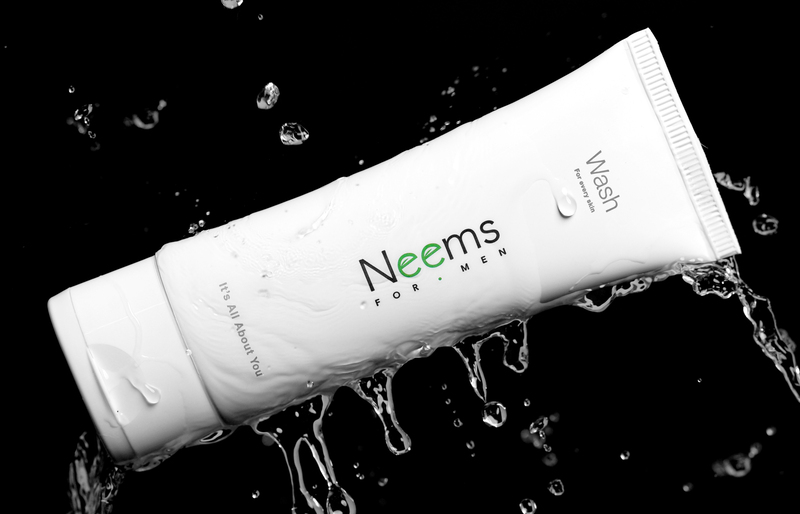 Wash
For every skin
Neems
FOR . MEN
It's All About You